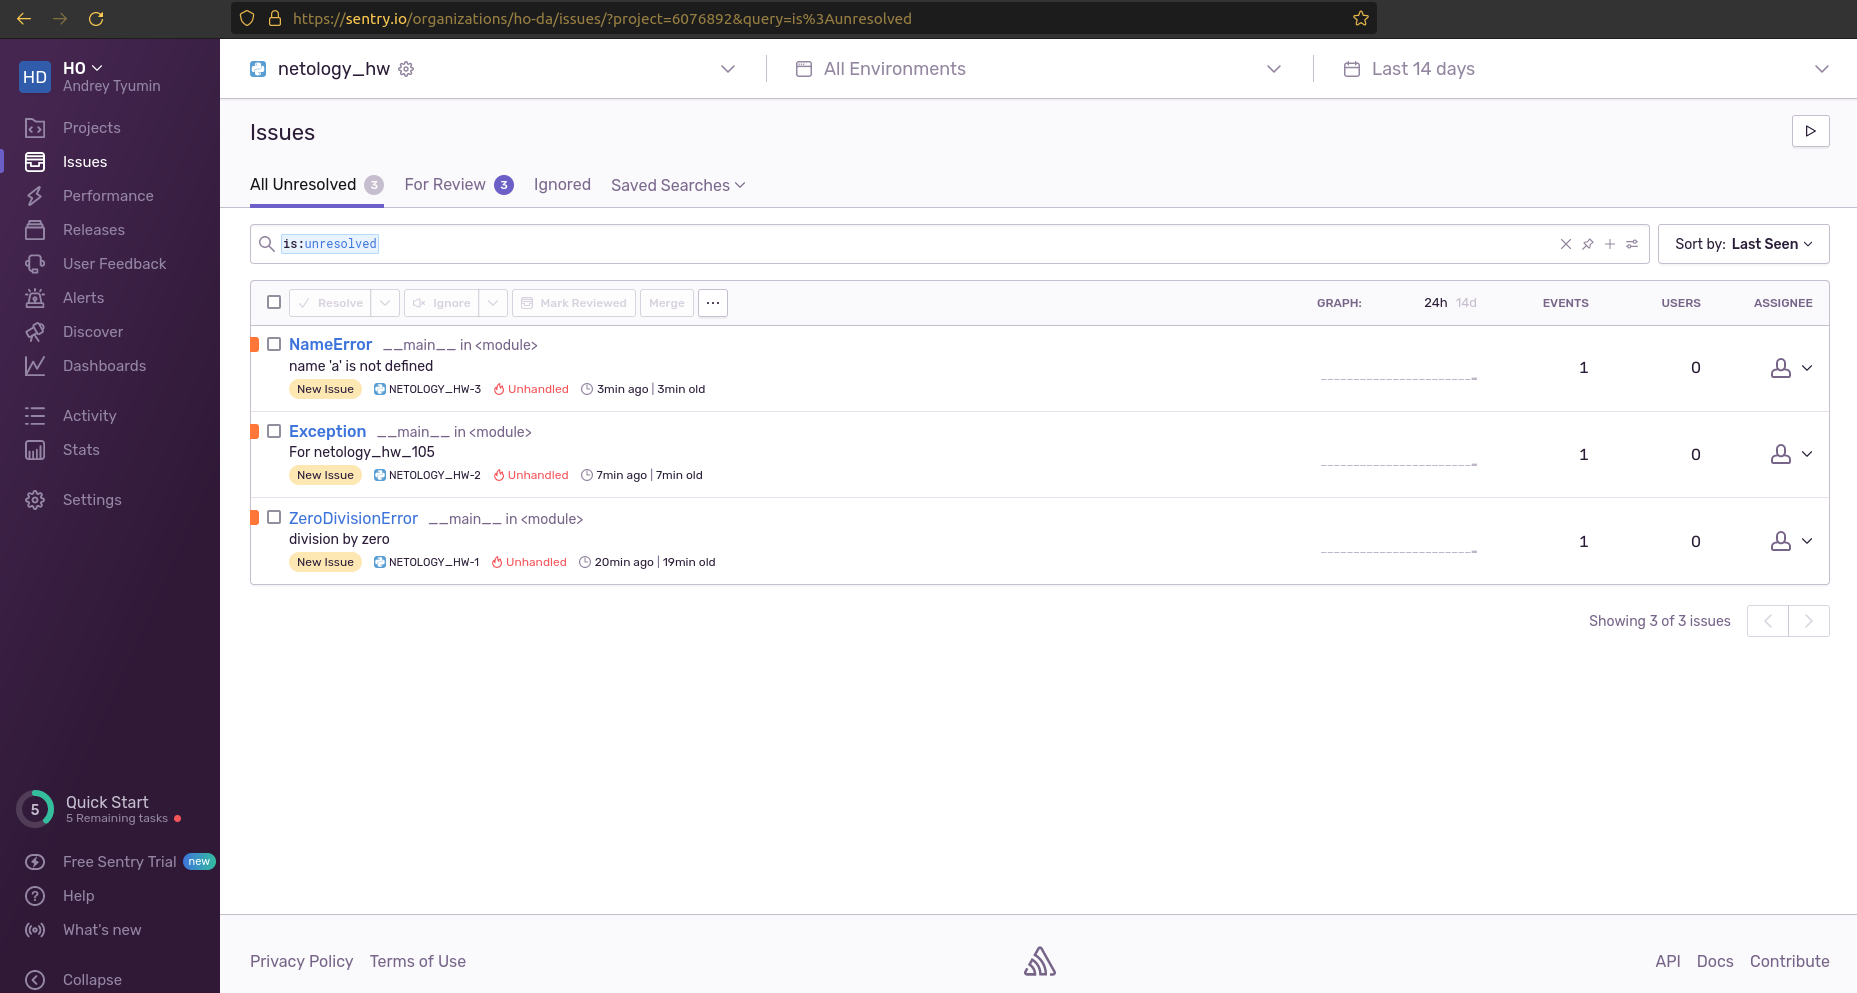 https://sentry.io/organizations/ho-da/issues/?project=6076892&query=is%3Aunresolved
HD
HO
Andrey Tyumin
Projects
Issues
Performance
Releases
User Feedback
Alerts
Discover
Dashboards
Activity
Stats
Settings
5
Quick Start
5 Remaining tasks
Free Sentry Trial new
Help
What's new
Collapse
netology_hw
All Environments
Last 14 days
Issues
All Unresolved 3 For Review 3 Ignored Saved Searches
is:unresolved
Sort by: Last Seen
Resolve Ignore Mark Reviewed Merge ... GRAPH: 24h 14d EVENTS USERS ASSIGNEE
NameError __main__ in <module>
name 'a' is not defined
New Issue NETOLOGY_HW-3 Unhandled 3min ago | 3min old
1 0
Exception __main__ in <module>
For netology_hw_105
New Issue NETOLOGY_HW-2 Unhandled 7min ago | 7min old
1 0
ZeroDivisionError __main__ in <module>
division by zero
New Issue NETOLOGY_HW-1 Unhandled 20min ago | 19min old
1 0
Showing 3 of 3 issues
Privacy Policy Terms of Use
API Docs Contribute